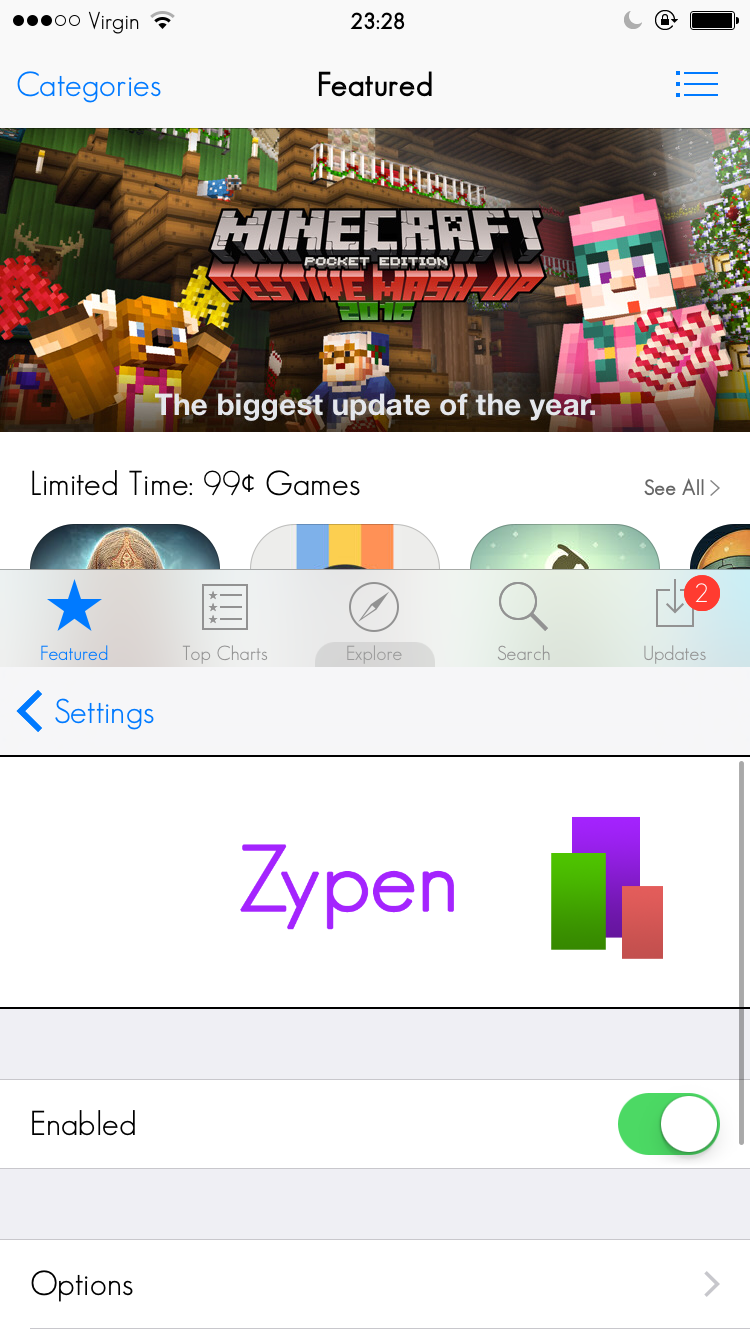 Virgin 23:28
Categories Featured
MINECRAFT
POCKET EDITION
FESTIVE MASH-UP
2016
The biggest update of the year.
Limited Time: 99¢ Games See All
2
Featured Top Charts Explore Search Updates
Settings
Zypen
Enabled
Options